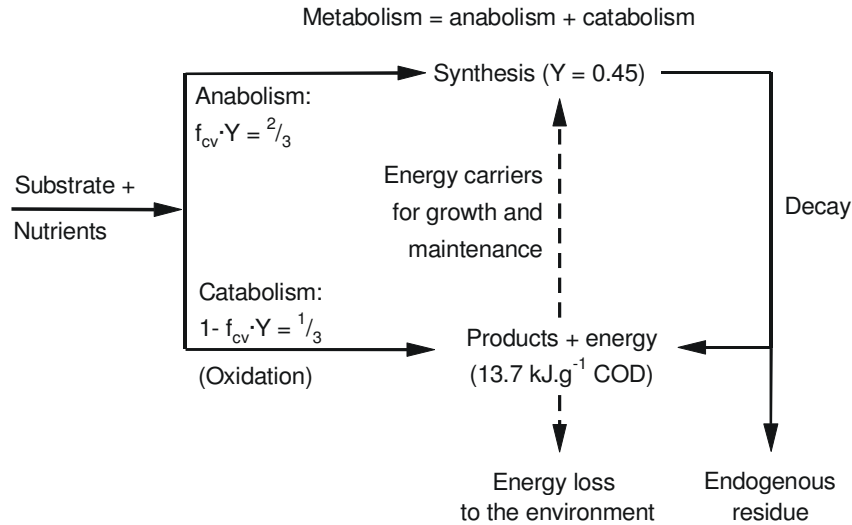 Metabolism = anabolism + catabolism
Synthesis (Y = 0.45)
Anabolism:
f_cv·Y = ²/₃
Energy carriers
for growth and
maintenance
Substrate +
Nutrients
Decay
Catabolism:
1- f_cv·Y = ¹/₃
(Oxidation)
Products + energy
(13.7 kJ.g⁻¹ COD)
Energy loss
to the environment
Endogenous
residue